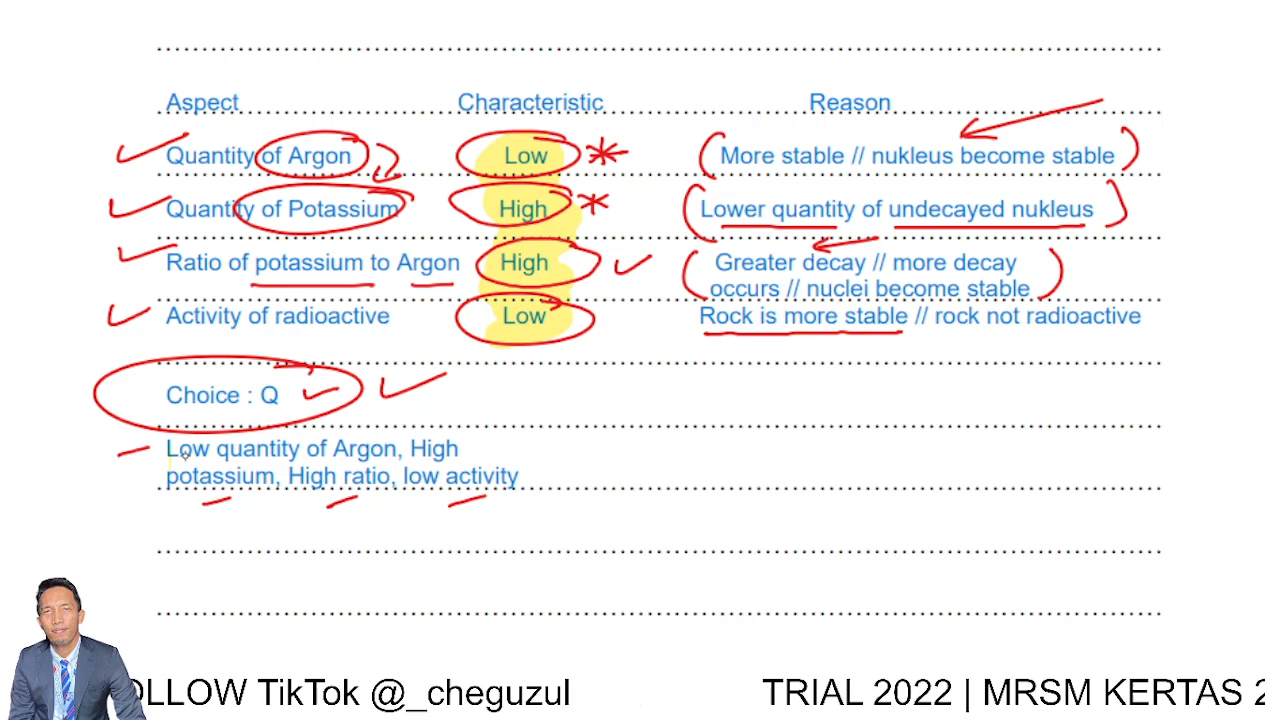 Aspect Characteristic Reason
Quantity of Argon Low * More stable // nukleus become stable
Quantity of Potassium High * Lower quantity of undecayed nukleus
Ratio of potassium to Argon High Greater decay // more decay
occurs // nuclei become stable
Activity of radioactive Low Rock is more stable // rock not radioactive
Choice : Q
Low quantity of Argon, High
potassium, High ratio, low activity
OLLOW TikTok @_cheguzul TRIAL 2022 | MRSM KERTAS 2